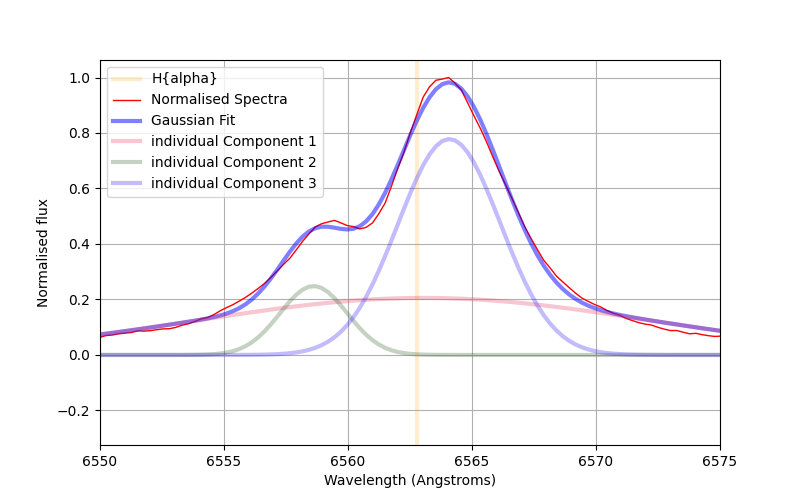 H{alpha}
Normalised Spectra
Gaussian Fit
individual Component 1
individual Component 2
individual Component 3
Normalised flux
1.0
0.8
0.6
0.4
0.2
0.0
−0.2
6550 6555 6560 6565 6570 6575
Wavelength (Angstroms)